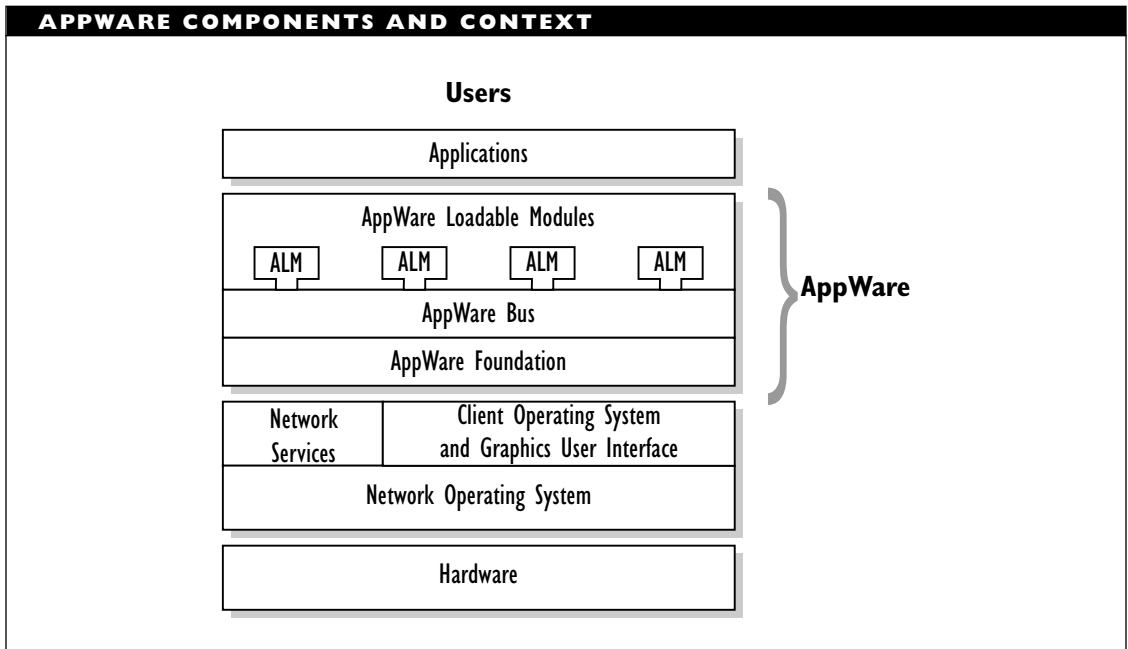 APPWARE COMPONENTS AND CONTEXT
Users
Applications
AppWare Loadable Modules
ALM
ALM
ALM
ALM
AppWare
AppWare Bus
AppWare Foundation
Network
Services
Client Operating System
and Graphics User Interface
Network Operating System
Hardware